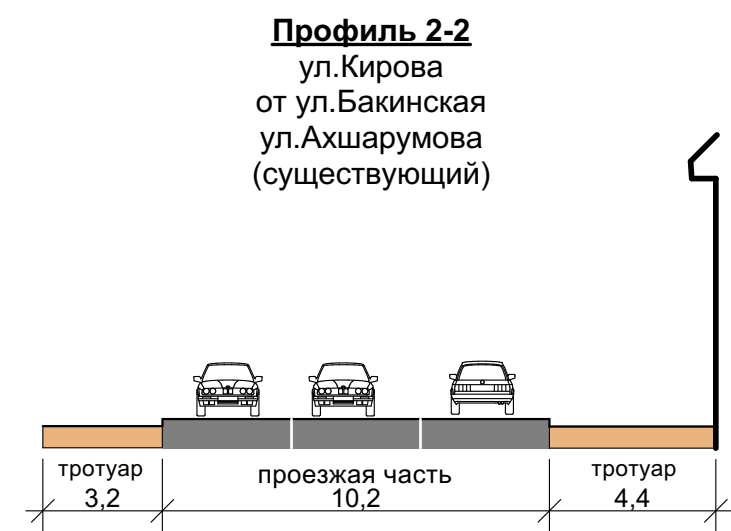 Профиль 2-2
ул.Кирова
от ул.Бакинская
ул.Ахшарумова
(существующий)
тротуар проезжая часть тротуар
3,2 10,2 4,4